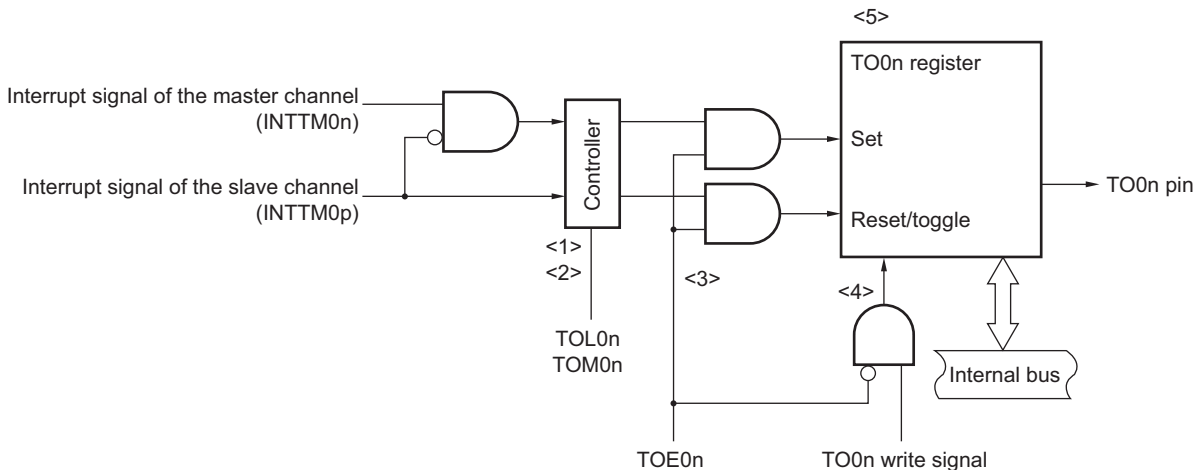 <5>
TO0n register
Interrupt signal of the master channel
(INTTM0n)
Controller
Set
Interrupt signal of the slave channel
(INTTM0p)
TO0n pin
Reset/toggle
<1>
<2>
<3>
<4>
TOL0n
TOM0n
Internal bus
TOE0n
TO0n write signal